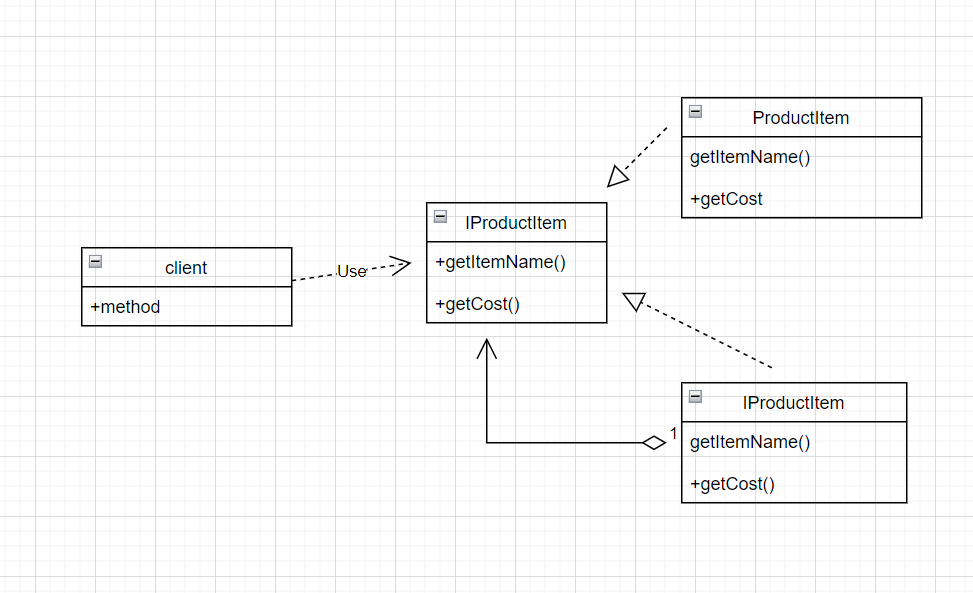 ProductItem
getItemName()
+getCost
IProductItem
+getItemName()
+getCost()
client
+method
Use
IProductItem
1
getItemName()
+getCost()